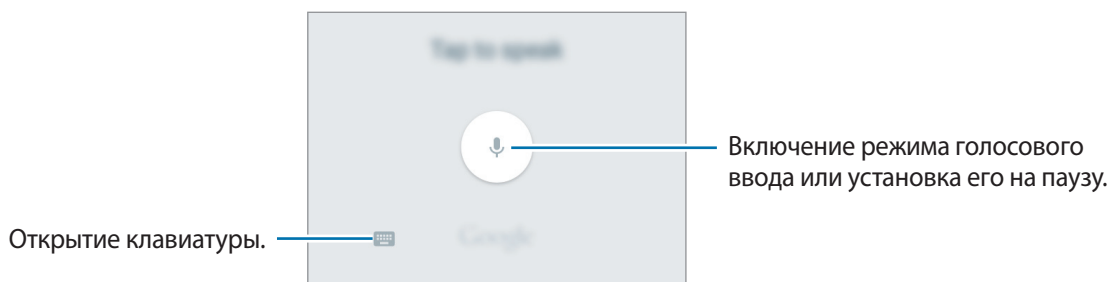 Tap to speak
Включение режима голосового
ввода или установка его на паузу.
Открытие клавиатуры.
Google